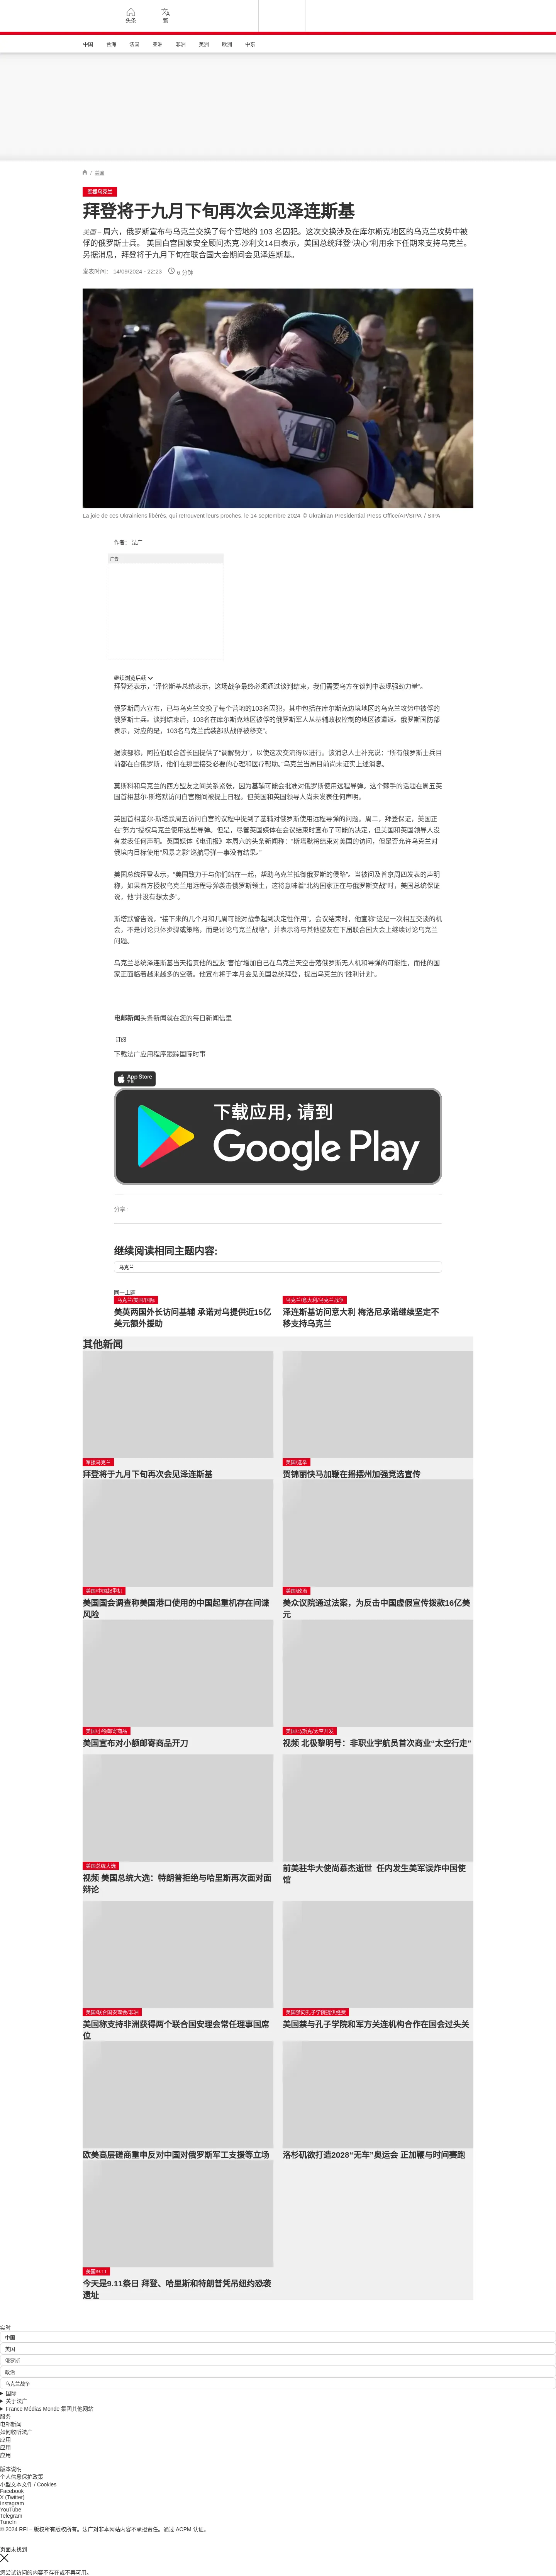 头条
繁
中国
台海
法国
亚洲
非洲
美洲
欧洲
中东
/ 美国
军援乌克兰
拜登将于九月下旬再次会见泽连斯基
美国 – 周六，俄罗斯宣布与乌克兰交换了每个营地的 103 名囚犯。这次交换涉及在库尔斯克地区的乌克兰攻势中被
俘的俄罗斯士兵。 美国白宫国家安全顾问杰克·沙利文14日表示，美国总统拜登“决心”利用余下任期来支持乌克兰。
另据消息，拜登将于九月下旬在联合国大会期间会见泽连斯基。
发表时间： 14/09/2024 - 22:23
6 分钟
La joie de ces Ukrainiens libérés, qui retrouvent leurs proches. le 14 septembre 2024 © Ukrainian Presidential Press Office/AP/SIPA / SIPA
作者： 法广
广告
继续浏览后续
拜登还表示，“泽伦斯基总统表示，这场战争最终必须通过谈判结束，我们需要乌方在谈判中表现强劲力量”。
俄罗斯周六宣布，已与乌克兰交换了每个营地的103名囚犯，其中包括在库尔斯克边境地区的乌克兰攻势中被俘的
俄罗斯士兵。谈判结束后，103名在库尔斯克地区被俘的俄罗斯军人从基辅政权控制的地区被遣返。俄罗斯国防部
表示，对应的是，103名乌克兰武装部队战俘被移交”。
据该部称，阿拉伯联合酋长国提供了“调解努力”，以使这次交流得以进行。该消息人士补充说：“所有俄罗斯士兵目
前都在白俄罗斯，他们在那里接受必要的心理和医疗帮助。”乌克兰当局目前尚未证实上述消息。
莫斯科和乌克兰的西方盟友之间关系紧张，因为基辅可能会批准对俄罗斯使用远程导弹。这个棘手的话题在周五英
国首相基尔·斯塔默访问白宫期间被提上日程。但美国和英国领导人尚未发表任何声明。
英国首相基尔·斯塔默周五访问白宫的议程中提到了基辅对俄罗斯使用远程导弹的问题。周二，拜登保证，美国正
在“努力”授权乌克兰使用这些导弹。但是，尽管英国媒体在会议结束时宣布了可能的决定，但美国和英国领导人没
有发表任何声明。英国媒体《电讯报》本周六的头条新闻称：“斯塔默将结束对美国的访问，但是否允许乌克兰对
俄境内目标使用“风暴之影”巡航导弹一事没有结果。”
美国总统拜登表示，“美国致力于与你们站在一起，帮助乌克兰抵御俄罗斯的侵略”。当被问及普京周四发表的声明
称，如果西方授权乌克兰用远程导弹袭击俄罗斯领土，这将意味着“北约国家正在与俄罗斯交战”时，美国总统保证
说，他“并没有想太多”。
斯塔默警告说，“接下来的几个月和几周可能对战争起到决定性作用”。会议结束时，他宣称“这是一次相互交谈的机
会，不是讨论具体步骤或策略，而是讨论乌克兰战略”，并表示将与其他盟友在下届联合国大会上继续讨论乌克兰
问题。
乌克兰总统泽连斯基当天指责他的盟友“害怕”增加自己在乌克兰天空击落俄罗斯无人机和导弹的可能性，而他的国
家正面临着越来越多的空袭。他宣布将于本月会见美国总统拜登，提出乌克兰的“胜利计划”。
电邮新闻头条新闻就在您的每日新闻信里
订阅
下载法广应用程序跟踪国际时事
App Store
下载
下载应用，请到
Google Play
分享 :
继续阅读相同主题内容:
乌克兰
同一主题
乌克兰/美国/国际
美英两国外长访问基辅 承诺对乌提供近15亿
美元额外援助
乌克兰/意大利/乌克兰战争
泽连斯基访问意大利 梅洛尼承诺继续坚定不
移支持乌克兰
其他新闻
军援乌克兰
拜登将于九月下旬再次会见泽连斯基
美国/选举
贺锦丽快马加鞭在摇摆州加强竞选宣传
美国/中国起重机
美国国会调查称美国港口使用的中国起重机存在间谍
风险
美国/政治
美众议院通过法案，为反击中国虚假宣传拨款16亿美
元
美国/小额邮寄商品
美国宣布对小额邮寄商品开刀
美国/马斯克/太空开发
视频 北极黎明号：非职业宇航员首次商业“太空行走”
美国总统大选
视频 美国总统大选：特朗普拒绝与哈里斯再次面对面
辩论
前美驻华大使尚慕杰逝世 任内发生美军误炸中国使
馆
美国/联合国安理会/非洲
美国称支持非洲获得两个联合国安理会常任理事国席
位
美国禁向孔子学院提供经费
美国禁与孔子学院和军方关连机构合作在国会过头关
欧美高层磋商重申反对中国对俄罗斯军工支援等立场
洛杉矶欲打造2028“无车”奥运会 正加鞭与时间赛跑
美国/9.11
今天是9.11祭日 拜登、哈里斯和特朗普凭吊纽约恐袭
遗址
实时
中国
美国
俄罗斯
政治
乌克兰战争
国际
关于法广
France Médias Monde 集团其他网站
服务
电邮新闻
如何收听法广
应用
应用
应用
版本说明
个人信息保护政策
小型文本文件 / Cookies
Facebook
X (Twitter)
Instagram
YouTube
Telegram
TuneIn
© 2024 RFI – 版权所有版权所有。法广对非本网站内容不承担责任。通过 ACPM 认证。
页面未找到
您尝试访问的内容不存在或不再可用。